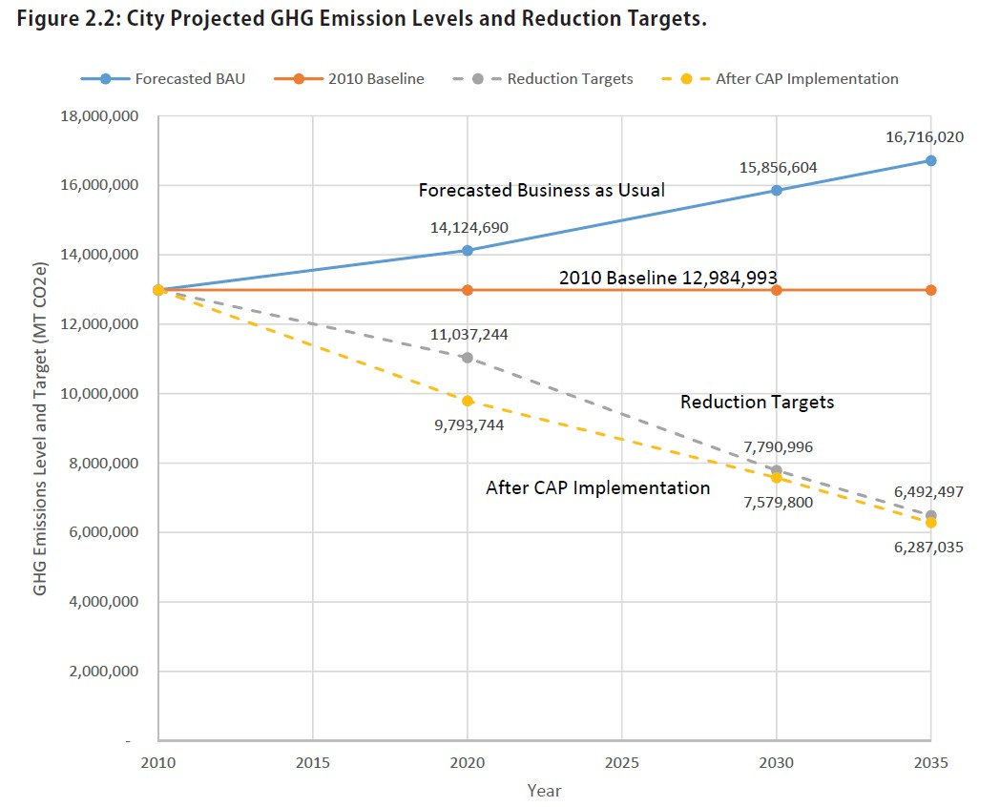 Figure 2.2: City Projected GHG Emission Levels and Reduction Targets.
Forecasted BAU
2010 Baseline
Reduction Targets
After CAP Implementation
18,000,000
16,000,000
14,000,000
12,000,000
10,000,000
8,000,000
6,000,000
4,000,000
2,000,000
-
GHG Emissions Level and Target (MT CO2e)
16,716,020
15,856,604
Forecasted Business as Usual
14,124,690
2010 Baseline 12,984,993
11,037,244
Reduction Targets
9,793,744
7,790,996
After CAP Implementation
7,579,800
6,492,497
6,287,035
2010
2015
2020
2025
2030
2035
Year